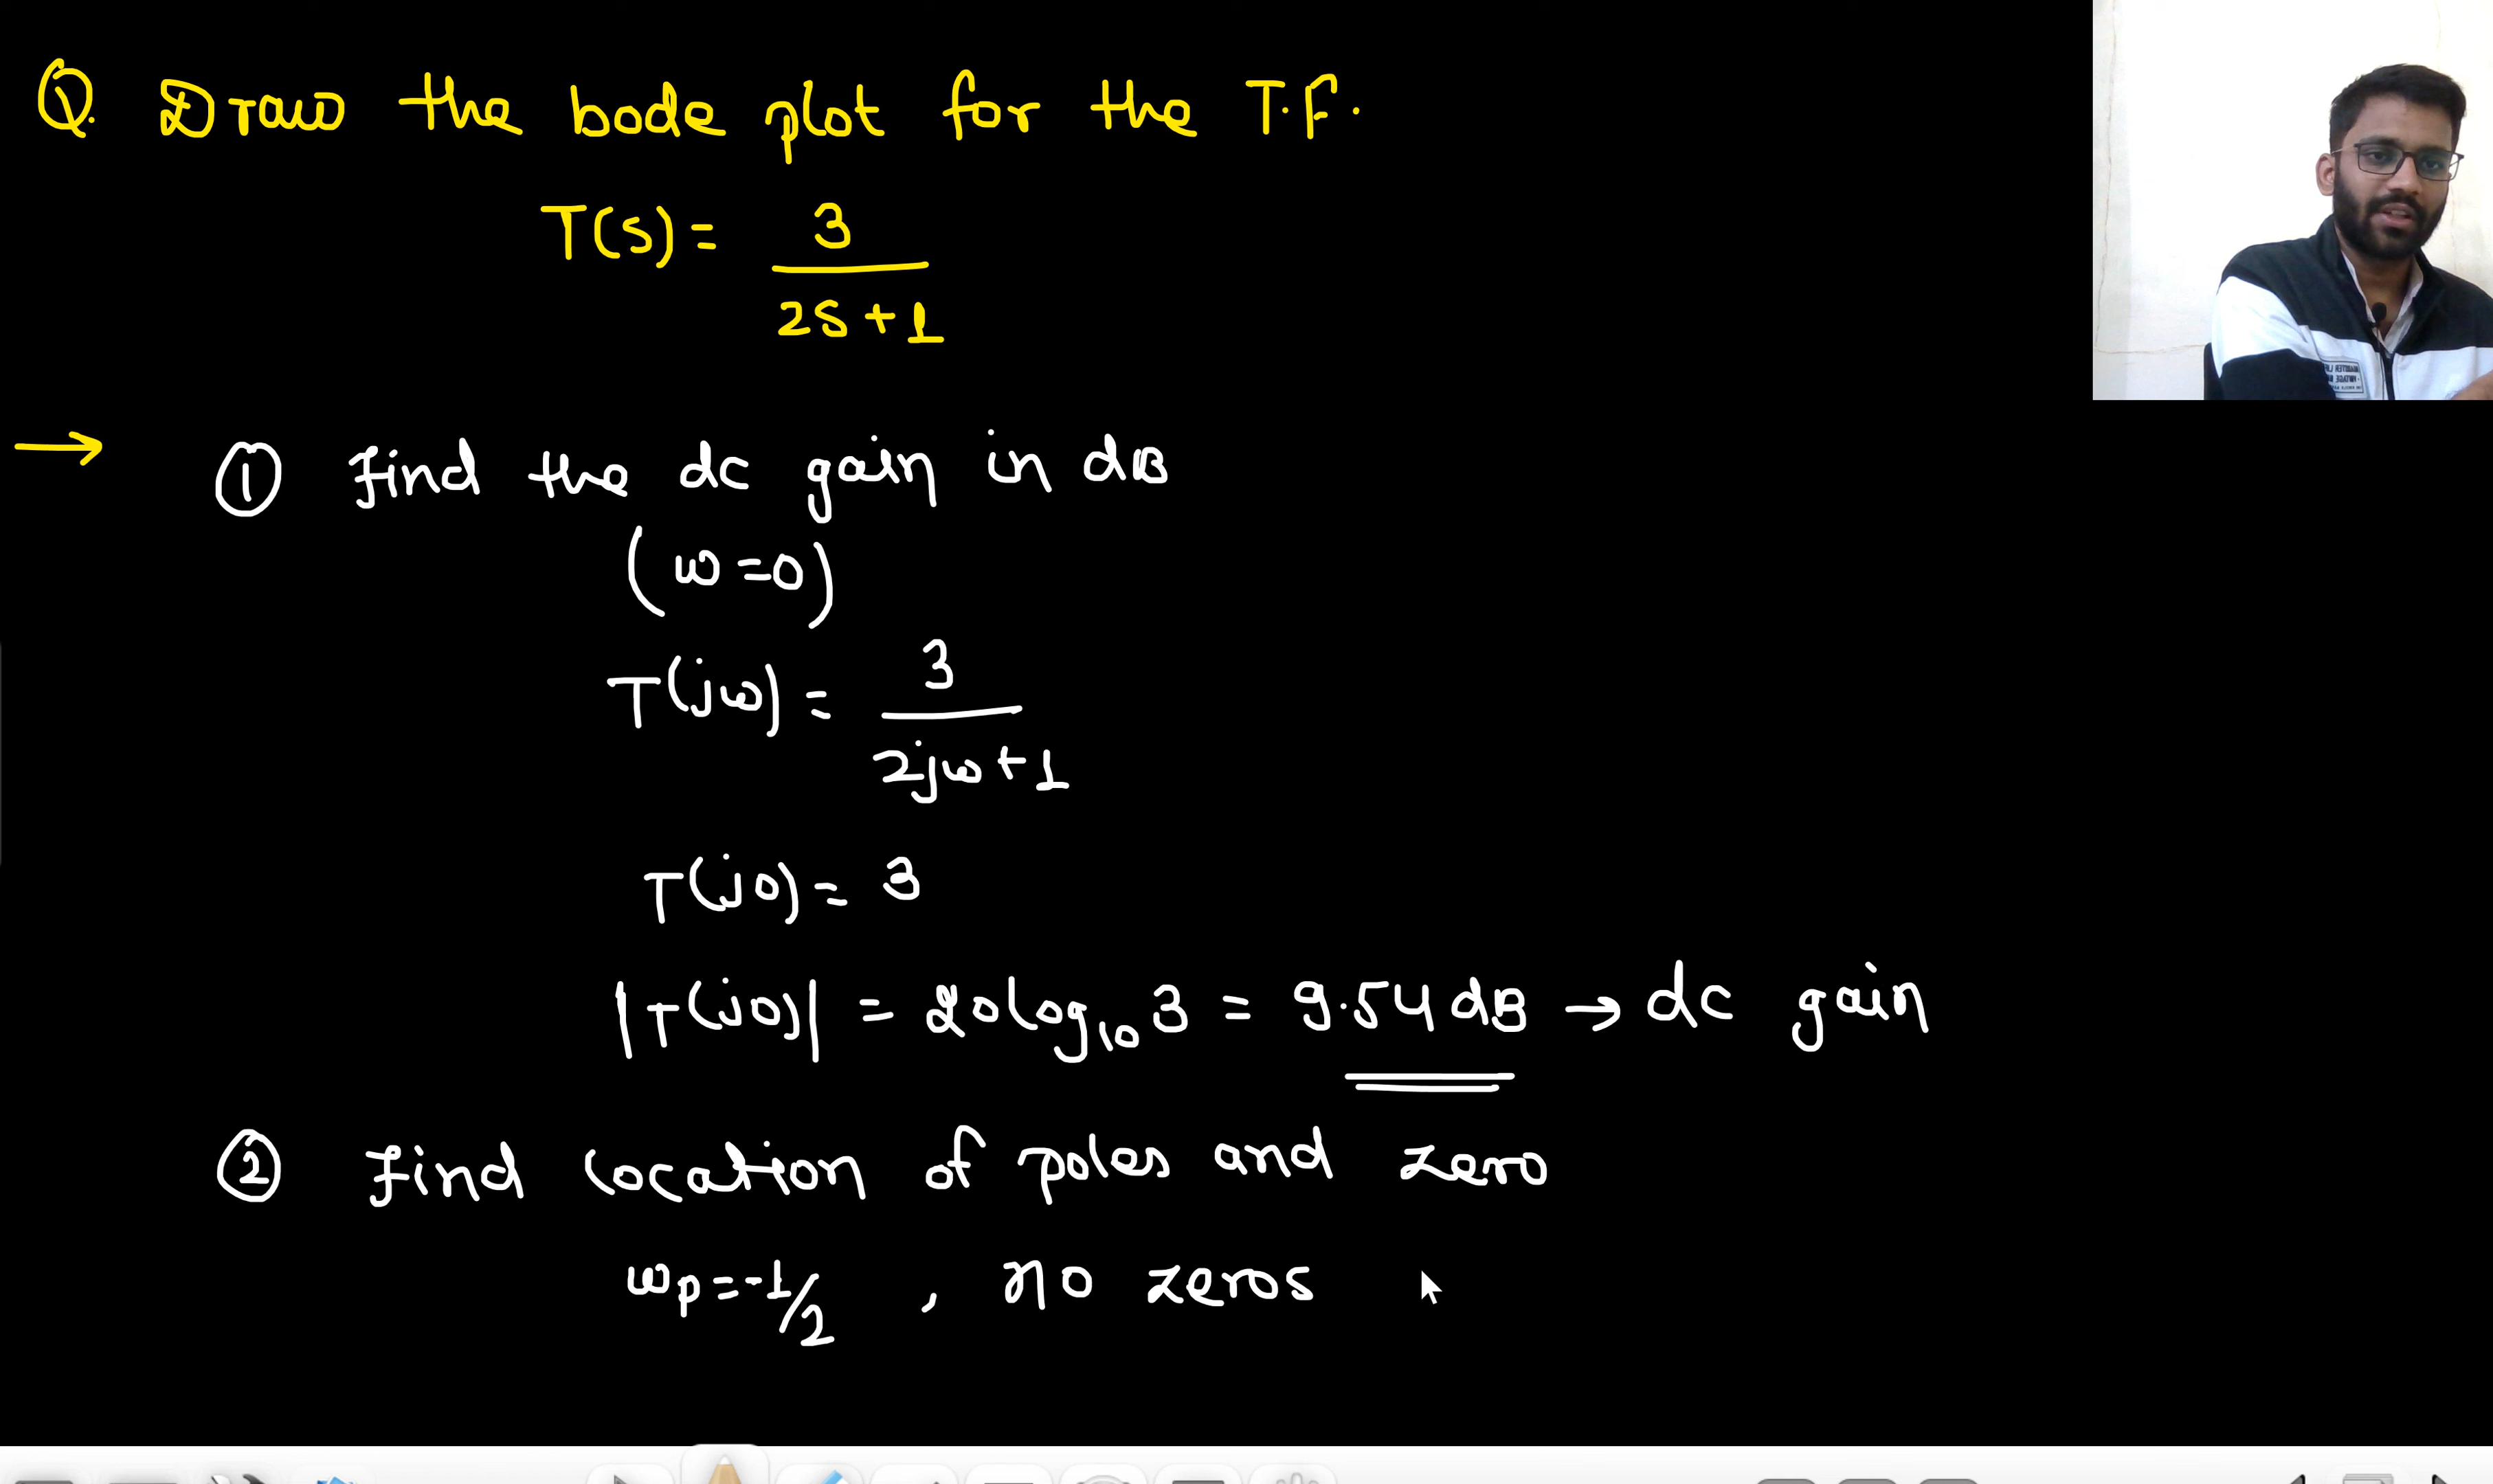 Q. Draw the bode plot for the T.F.
T(s) = 3
2s+1
→ ① Find the dc gain in dB
(ω=0)
T(jω) = 3
2jω+1
T(j0) = 3
|T(j0)| = 20log₁₀3 = 9.54 dB → dc gain
② Find location of poles and zero
ωp = -1/2 , no zeros